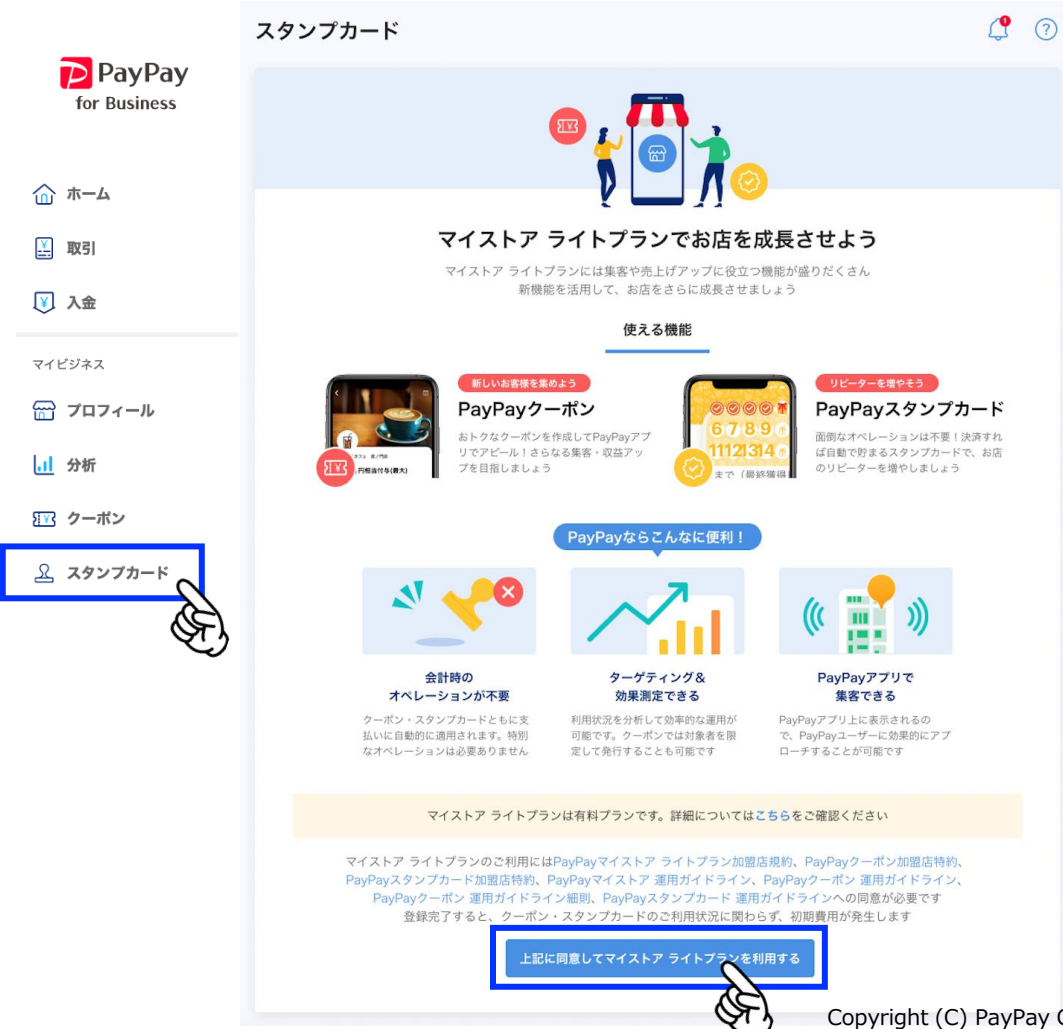 スタンプカード
PayPay
for Business
ホーム
取引
入金
マイビジネス
プロフィール
分析
クーポン
スタンプカード
マイストア ライトプランでお店を成長させよう
マイストア ライトプランには集客や売上げアップに役立つ機能が盛りだくさん
新機能を活用して、お店をさらに成長させましょう
使える機能
新しいお客様を集めよう
PayPayクーポン
おトクなクーポンを作成してPayPayアプ
リでアピール！さらなる集客・収益アッ
プを目指しましょう
円相当付与(最大)
リピーターを増やそう
PayPayスタンプカード
面倒なオペレーションは不要！決済すれ
ば自動で貯まるスタンプカードで、お店
のリピーターを増やしましょう
6 7 8 9
11 12 13 14
まで（最終獲得
PayPayならこんなに便利！
会計時の
オペレーションが不要
クーポン・スタンプカードともに支
払いに自動的に適用されます。特別
なオペレーションは必要ありません
ターゲティング&
効果測定できる
利用状況を分析して効率的な運用が
可能です。クーポンでは対象者を限
定して発行することも可能です
PayPayアプリで
集客できる
PayPayアプリ上に表示されるの
で、PayPayユーザーに効果的にアプ
ローチすることが可能です
マイストア ライトプランは有料プランです。詳細についてはこちらをご確認ください
マイストア ライトプランのご利用にはPayPayマイストア ライトプラン加盟店規約、PayPayクーポン加盟店特約、
PayPayスタンプカード加盟店特約、PayPayマイストア 運用ガイドライン、PayPayクーポン 運用ガイドライン、
PayPayクーポン 運用ガイドライン細則、PayPayスタンプカード 運用ガイドラインへの同意が必要です
登録完了すると、クーポン・スタンプカードのご利用状況に関わらず、初期費用が発生します
上記に同意してマイストア ライトプランを利用する
Copyright (C) PayPay